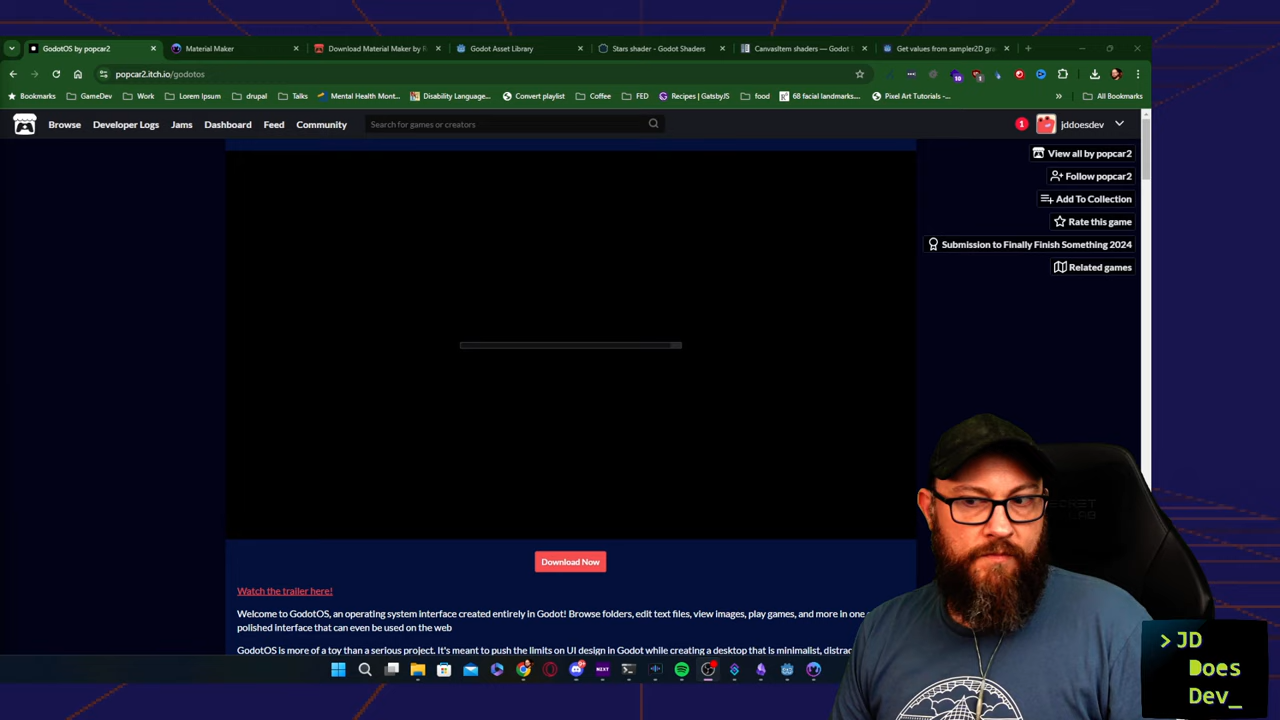 GodotOS by popcar2
Material Maker
Download Material Maker by R
Godot Asset Library
Stars shader - Godot Shaders
CanvasItem shaders — Godot
Get values from sampler2D gra
popcar2.itch.io/godotos
Bookmarks
GameDev
Work
Lorem Ipsum
drupal
Talks
Mental Health Mont...
Disability Language...
Convert playlist
Coffee
FED
Recipes | GatsbyJS
food
68 facial landmarks...
Pixel Art Tutorials -...
»
All Bookmarks
Browse
Developer Logs
Jams
Dashboard
Feed
Community
Search for games or creators
1
jddoesdev
View all by popcar2
Follow popcar2
Add To Collection
Rate this game
Submission to Finally Finish Something 2024
Related games
Download Now
Watch the trailer here!
Welcome to GodotOS, an operating system interface created entirely in Godot! Browse folders, edit text files, view images, play games, and more in one
polished interface that can even be used on the web
GodotOS is more of a toy than a serious project. It's meant to push the limits on UI design in Godot while creating a desktop that is minimalist, distrac
> JD
Does
Dev_